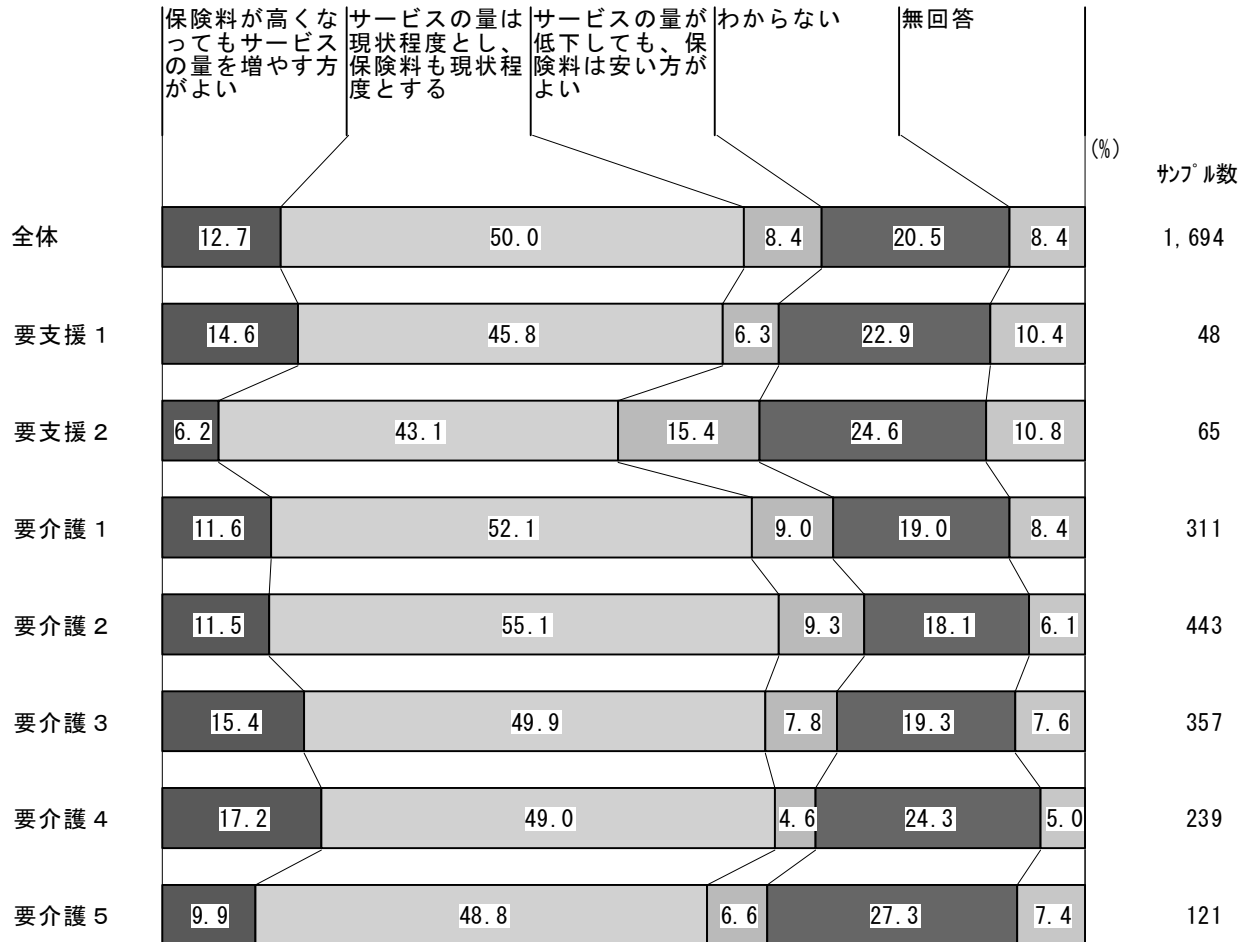 保険料が高くな
ってもサービス
の量を増やす方
がよい
サービスの量は
現状程度とし、
保険料も現状程
度とする
サービスの量が
低下しても、保
険料は安い方が
よい
わからない
無回答
(%)
サンプル数
全体 12.7 50.0 8.4 20.5 8.4 1,694
要支援1 14.6 45.8 6.3 22.9 10.4 48
要支援2 6.2 43.1 15.4 24.6 10.8 65
要介護1 11.6 52.1 9.0 19.0 8.4 311
要介護2 11.5 55.1 9.3 18.1 6.1 443
要介護3 15.4 49.9 7.8 19.3 7.6 357
要介護4 17.2 49.0 4.6 24.3 5.0 239
要介護5 9.9 48.8 6.6 27.3 7.4 121